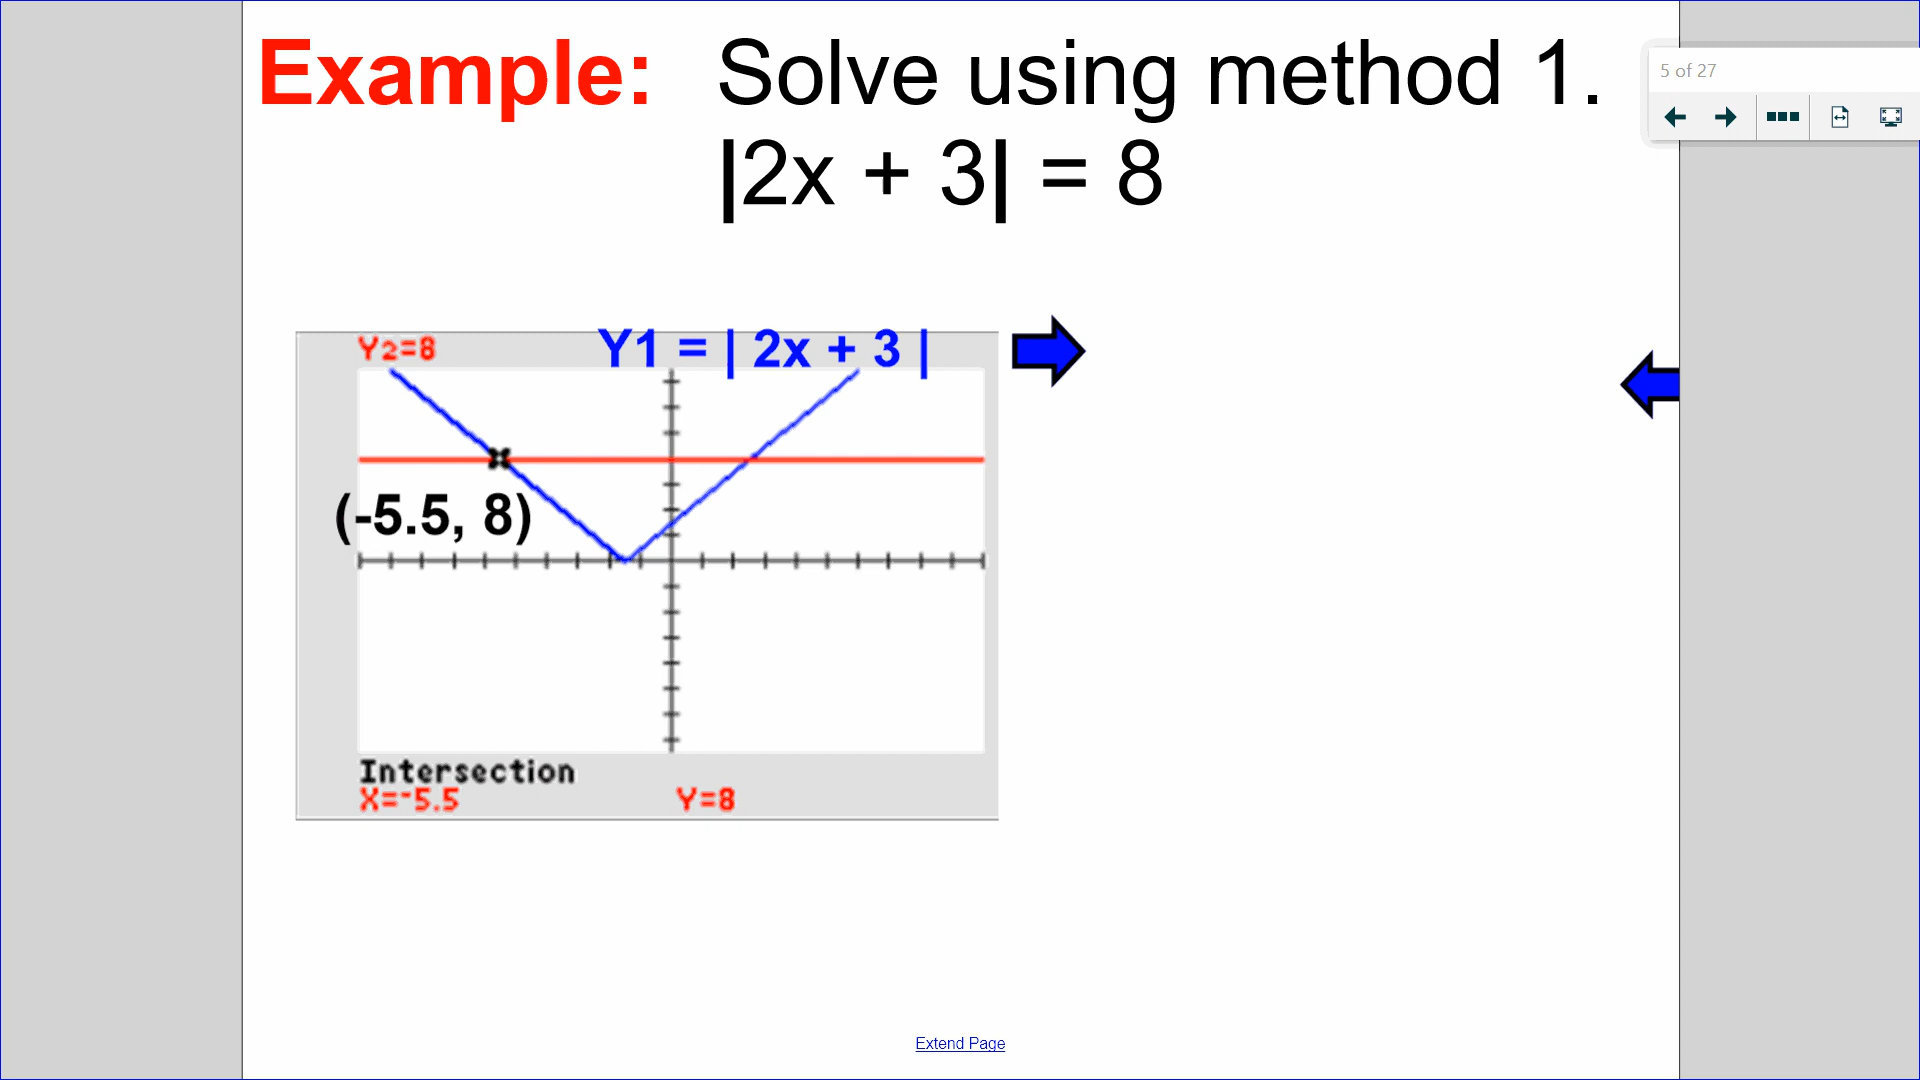 Example: Solve using method 1.
|2x + 3| = 8
5 of 27
Y2=8
Y1 = | 2x + 3 |
(-5.5, 8)
Intersection
X=-5.5 Y=8
Extend Page